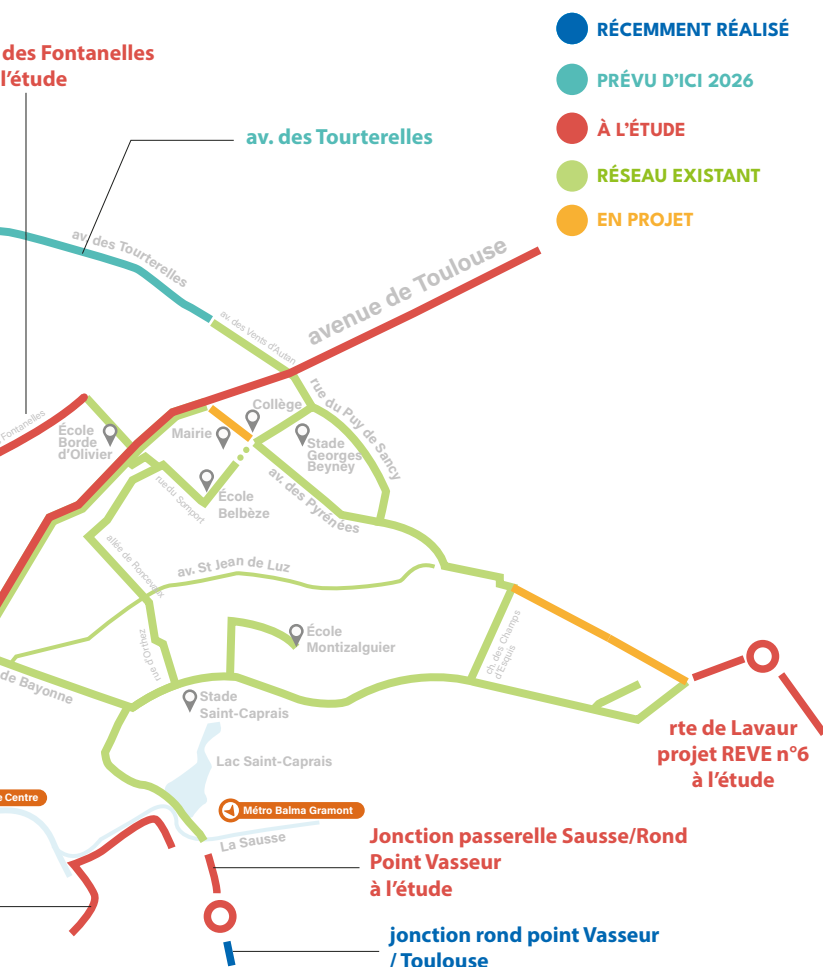 des Fontanelles
l'étude
RÉCEMMENT RÉALISÉ
PRÉVU D'ICI 2026
À L'ÉTUDE
RÉSEAU EXISTANT
EN PROJET
av. des Tourterelles
av. des Tourterelles
av. des Vents d'Autan
avenue de Toulouse
rue du Puy de Sancy
Fontanelles
École
Borde
d'Olivier
Mairie
Collège
Stade
Georges
Beyney
rue du Somport
École
Belbèze
av. des Pyrénées
allée de Roncevaux
av. St Jean de Luz
rue d'Orthez
École
Montizalguier
ch. des Champs
d'Esquis
de Bayonne
Stade
Saint-Caprais
rte de Lavaur
projet REVE n°6
à l'étude
Lac Saint-Caprais
e Centre
Métro Balma Gramont
La Sausse
Jonction passerelle Sausse/Rond
Point Vasseur
à l'étude
jonction rond point Vasseur
/ Toulouse